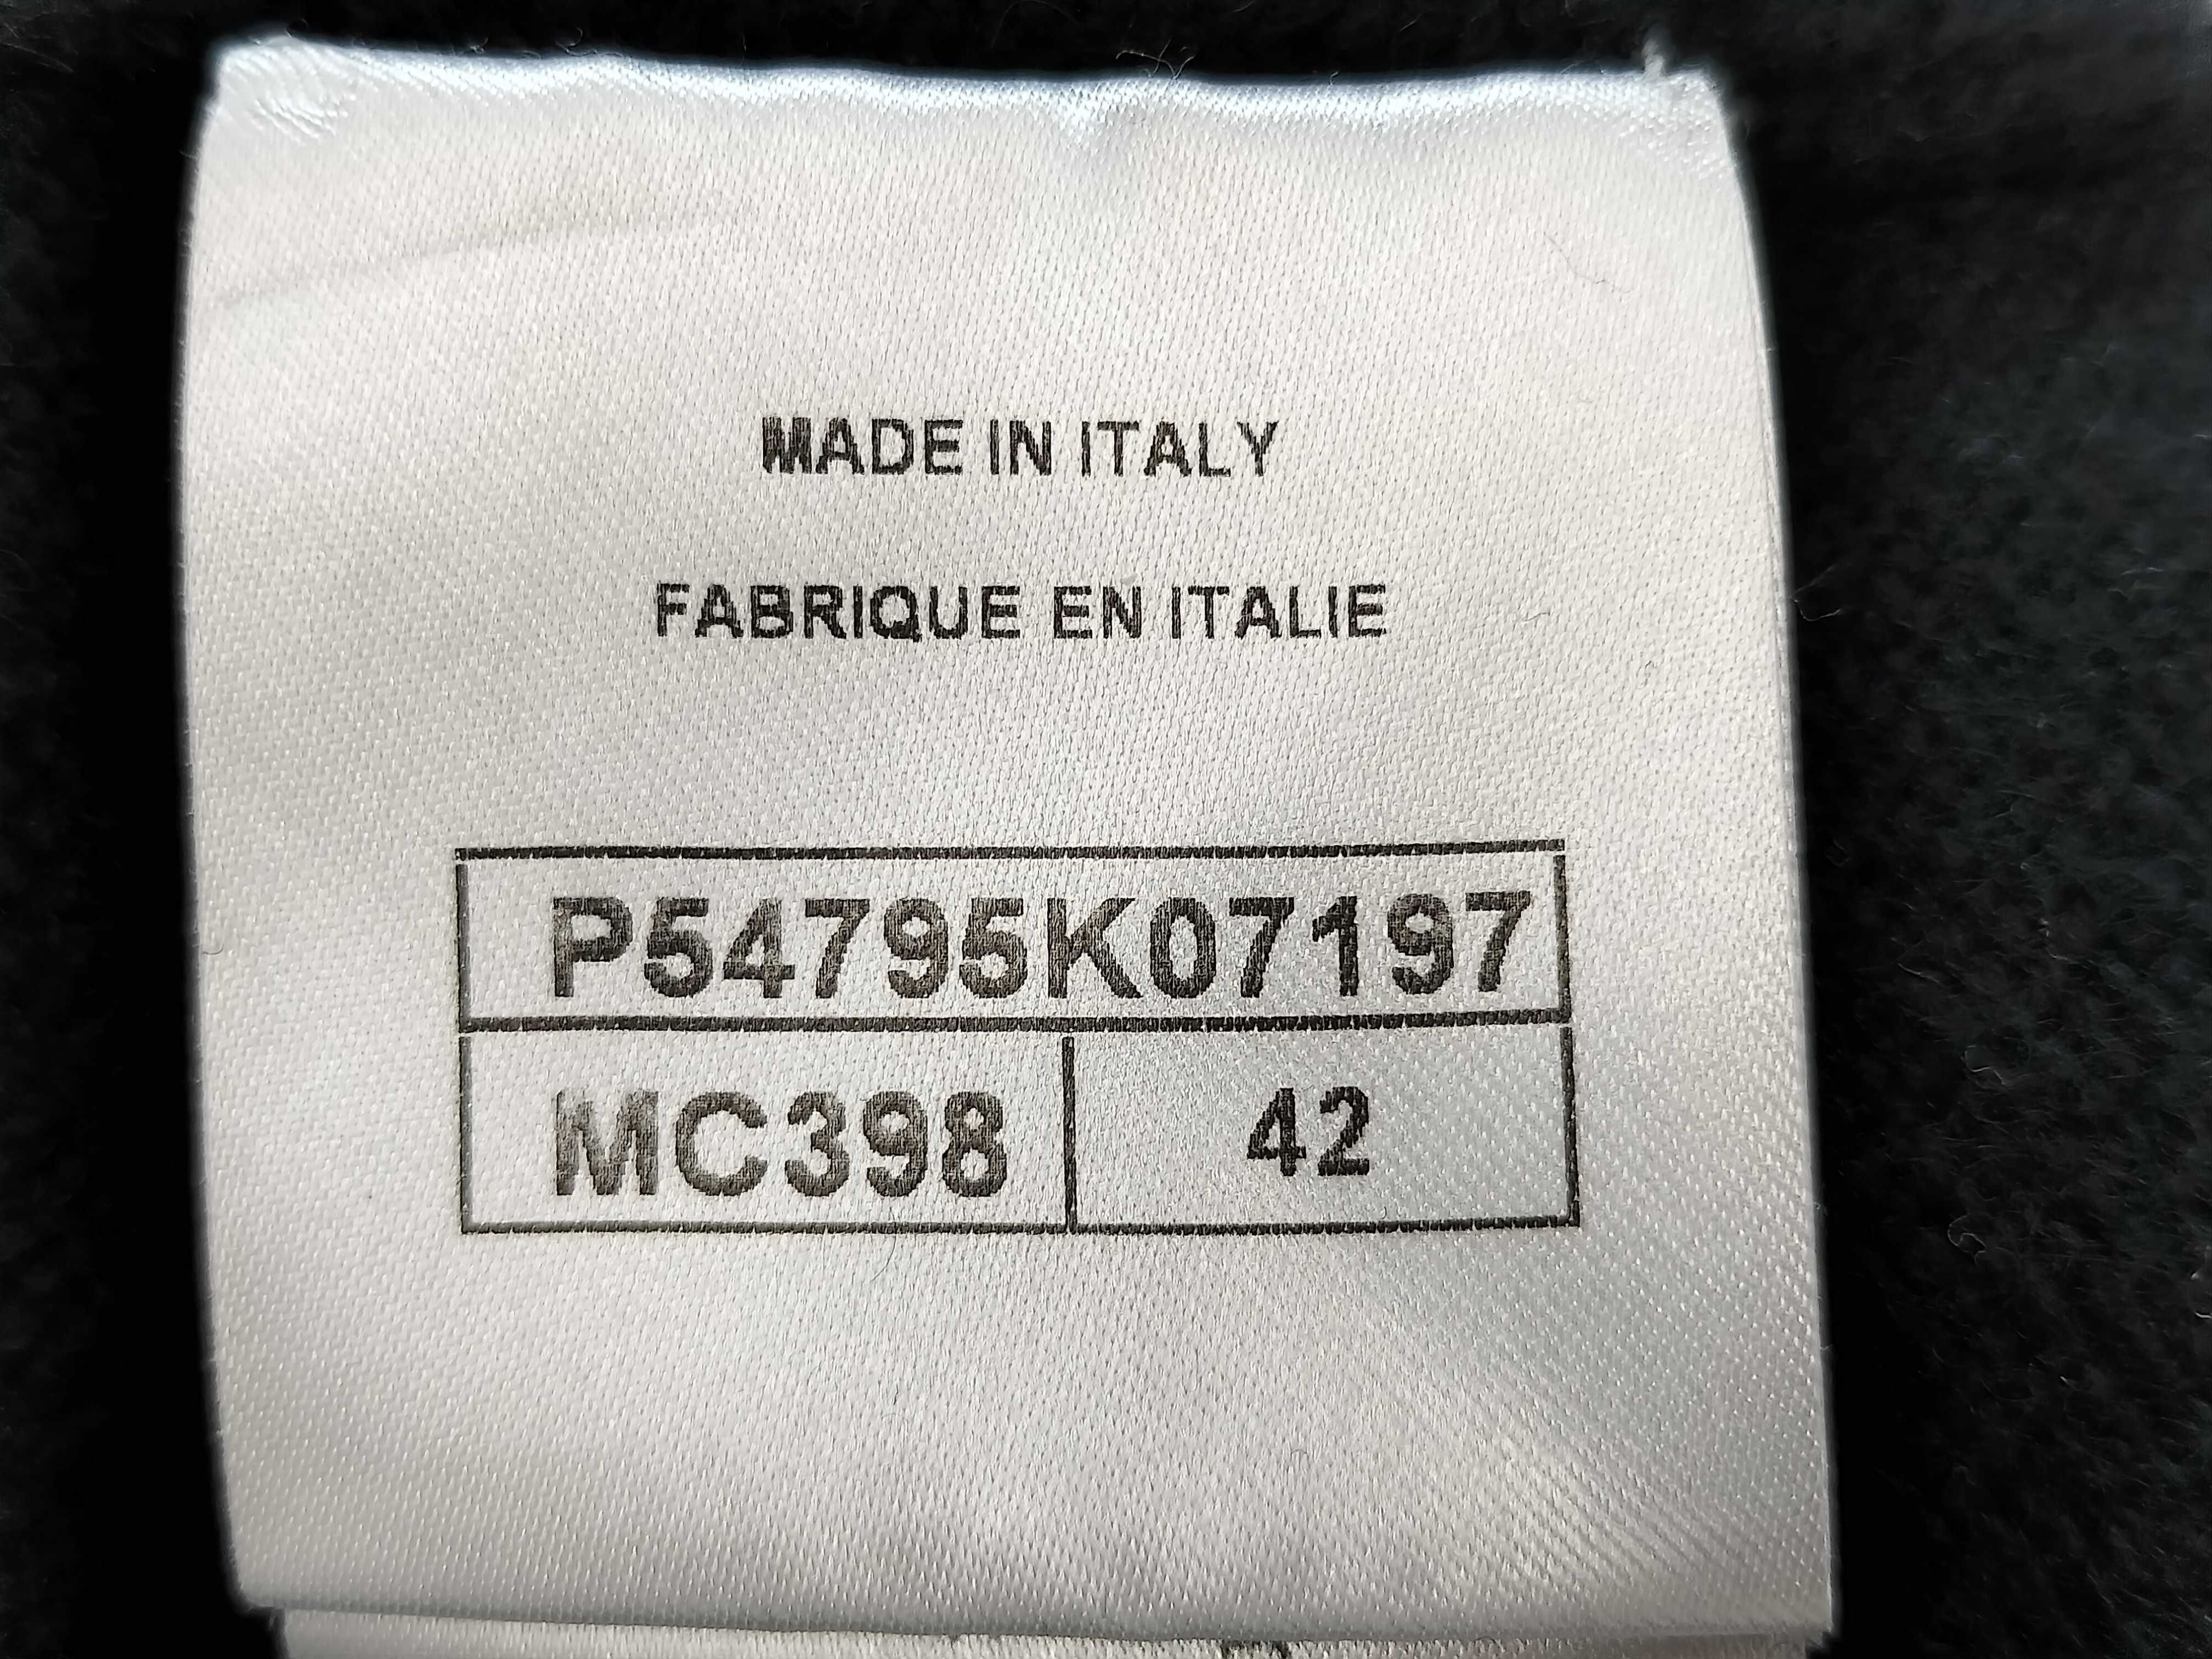 MADE IN ITALY
FABRIQUE EN ITALIE
P54795K07197
MC398 42